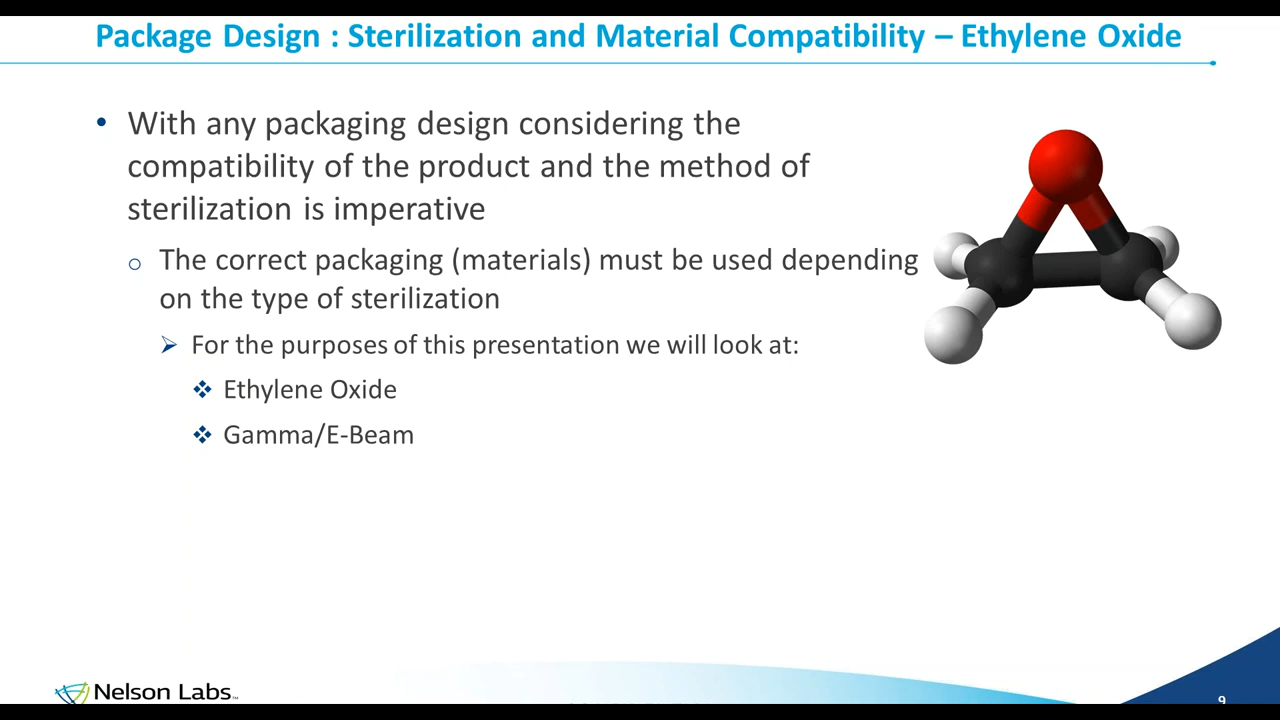 Package Design : Sterilization and Material Compatibility – Ethylene Oxide
• With any packaging design considering the
compatibility of the product and the method of
sterilization is imperative
o The correct packaging (materials) must be used depending
on the type of sterilization
➢ For the purposes of this presentation we will look at:
❖ Ethylene Oxide
❖ Gamma/E-Beam
Nelson Labs™
9